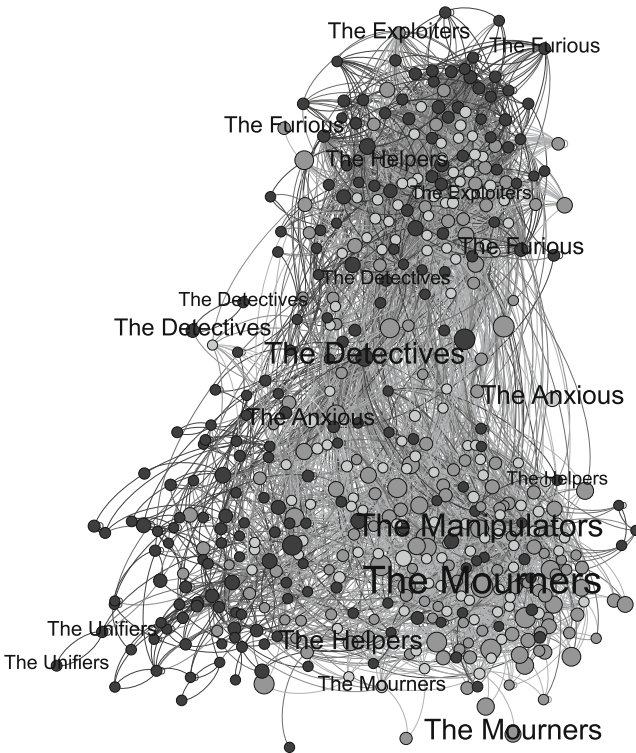 The Exploiters
The Furious
The Furious
The Helpers
The Exploiters
The Furious
The Detectives
The Detectives
The Detectives
The Detectives
The Anxious
The Anxious
The Helpers
The Manipulators
The Mourners
The Unifiers
The Helpers
The Unifiers
The Mourners
The Mourners